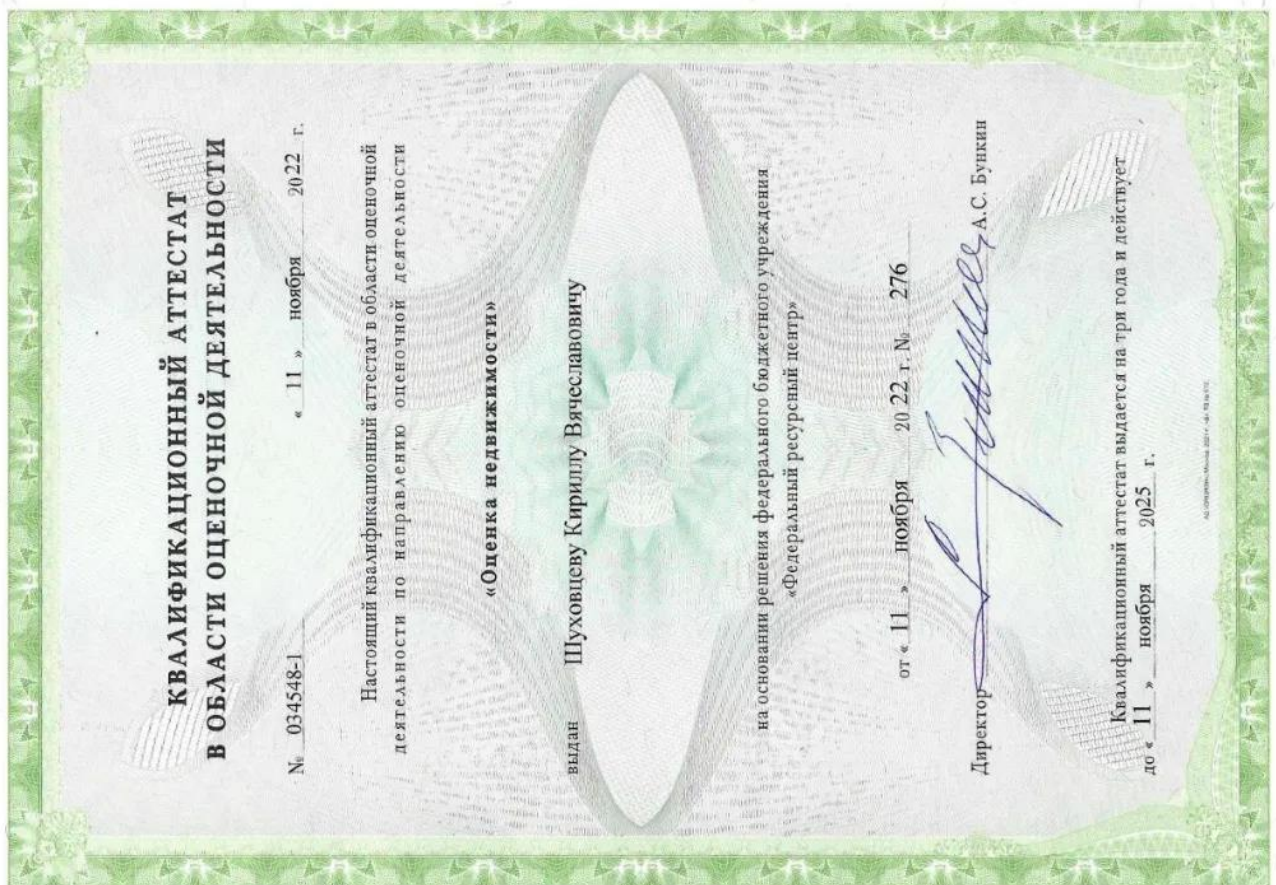 КВАЛИФИКАЦИОННЫЙ АТТЕСТАТ
В ОБЛАСТИ ОЦЕНОЧНОЙ ДЕЯТЕЛЬНОСТИ
№ 034548-1 « 11 » ноября 2022 г.
Настоящий квалификационный аттестат в области оценочной
деятельности по направлению оценочной деятельности
«Оценка недвижимости»
выдан Шуховцеву Кириллу Вячеславовичу
на основании решения федерального бюджетного учреждения
«Федеральный ресурсный центр»
от « 11 » ноября 2022 г. № 276
Директор А.С. Бункин
Квалификационный аттестат выдается на три года и действует
до « 11 » ноября 2025 г.